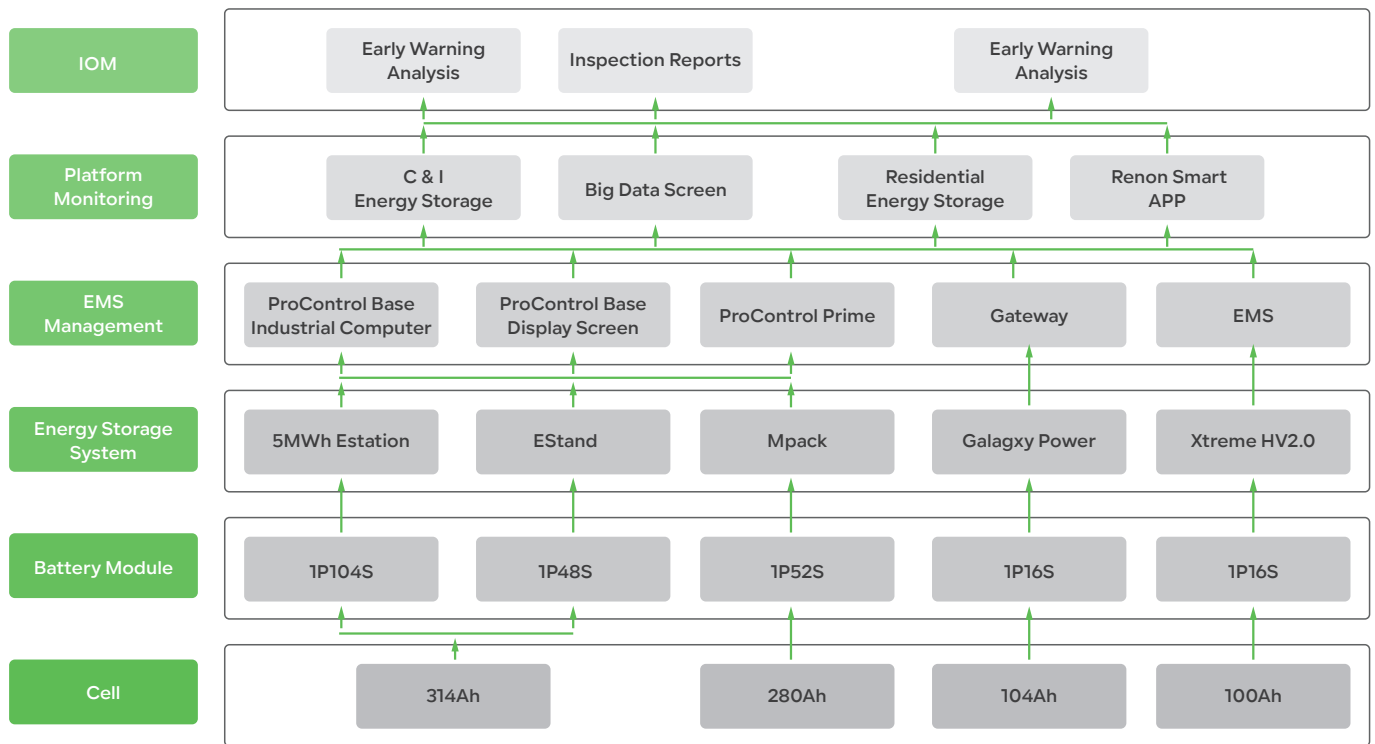 IOM
Early Warning
Analysis
Inspection Reports
Early Warning
Analysis
Platform
Monitoring
C & I
Energy Storage
Big Data Screen
Residential
Energy Storage
Renon Smart
APP
EMS
Management
ProControl Base
Industrial Computer
ProControl Base
Display Screen
ProControl Prime
Gateway
EMS
Energy Storage
System
5MWh Estation
EStand
Mpack
Galagxy Power
Xtreme HV2.0
Battery Module
1P104S
1P48S
1P52S
1P16S
1P16S
Cell
314Ah
280Ah
104Ah
100Ah